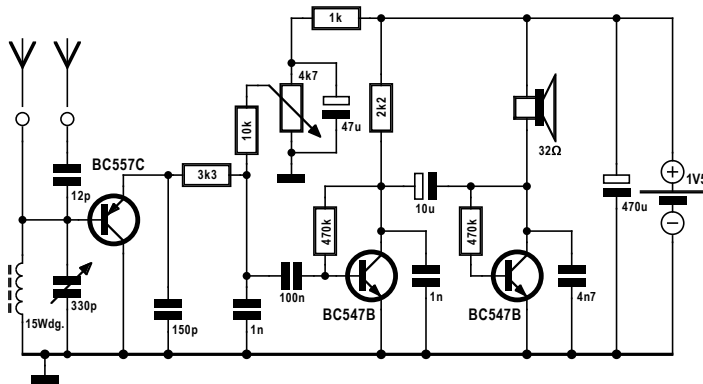 1k
4k7
47u
2k2
10k
32Ω
BC557C
3k3
12p
1V5
470u
10u
470k
470k
330p
15Wdg.
150p
1n
100n
BC547B
1n
BC547B
4n7